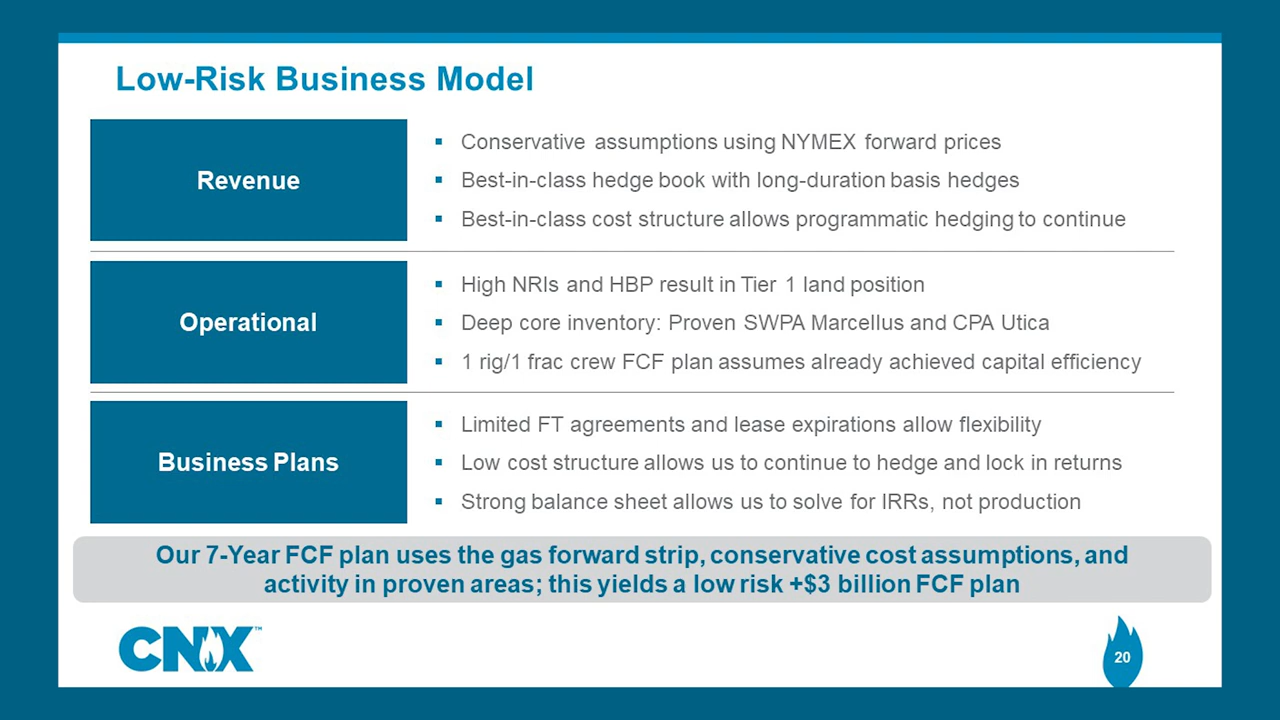 Low-Risk Business Model
Revenue
▪ Conservative assumptions using NYMEX forward prices
▪ Best-in-class hedge book with long-duration basis hedges
▪ Best-in-class cost structure allows programmatic hedging to continue
Operational
▪ High NRIs and HBP result in Tier 1 land position
▪ Deep core inventory: Proven SWPA Marcellus and CPA Utica
▪ 1 rig/1 frac crew FCF plan assumes already achieved capital efficiency
Business Plans
▪ Limited FT agreements and lease expirations allow flexibility
▪ Low cost structure allows us to continue to hedge and lock in returns
▪ Strong balance sheet allows us to solve for IRRs, not production
Our 7-Year FCF plan uses the gas forward strip, conservative cost assumptions, and
activity in proven areas; this yields a low risk +$3 billion FCF plan
CNX™
20